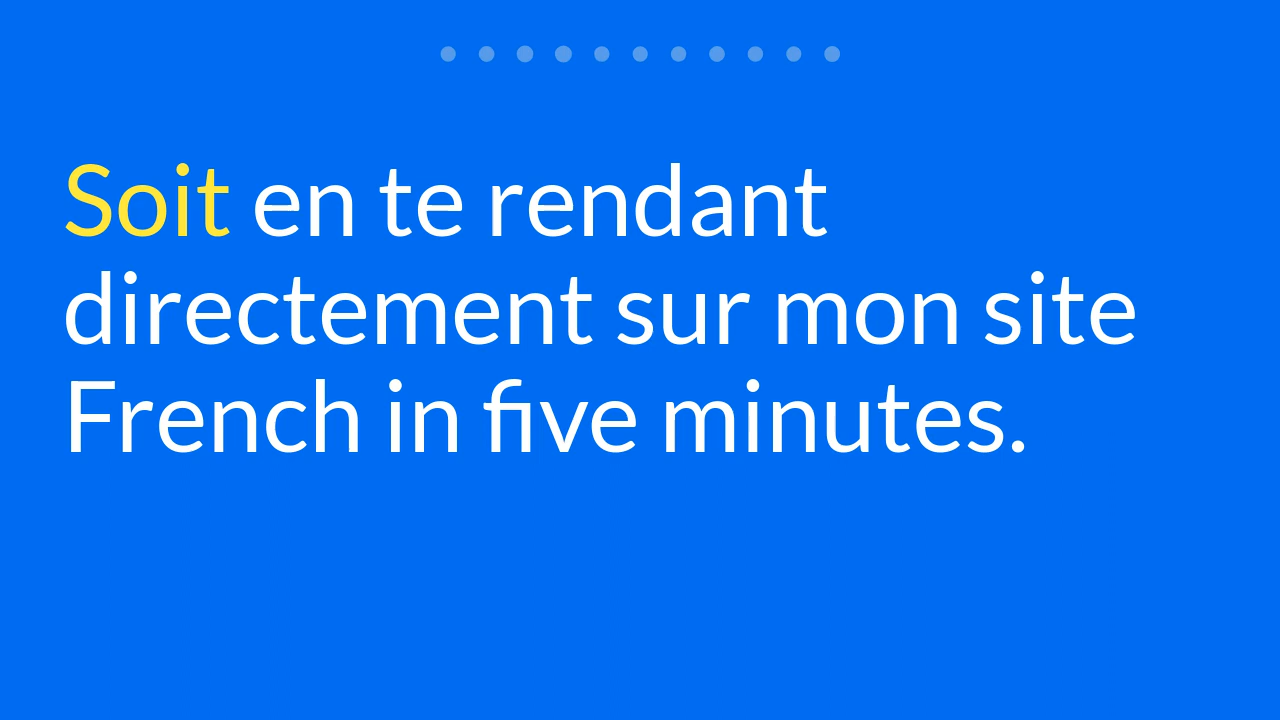 Soit en te rendant
directement sur mon site
French in five minutes.